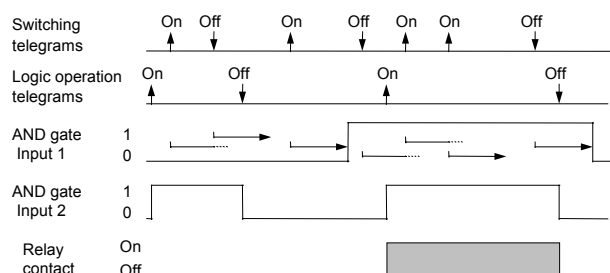 Switching
telegrams
On
Off
On
Off
On
On
Off
Logic operation
telegrams
On
Off
On
Off
AND gate
Input 1
1
0
AND gate
Input 2
1
0
Relay
contact
On
Off